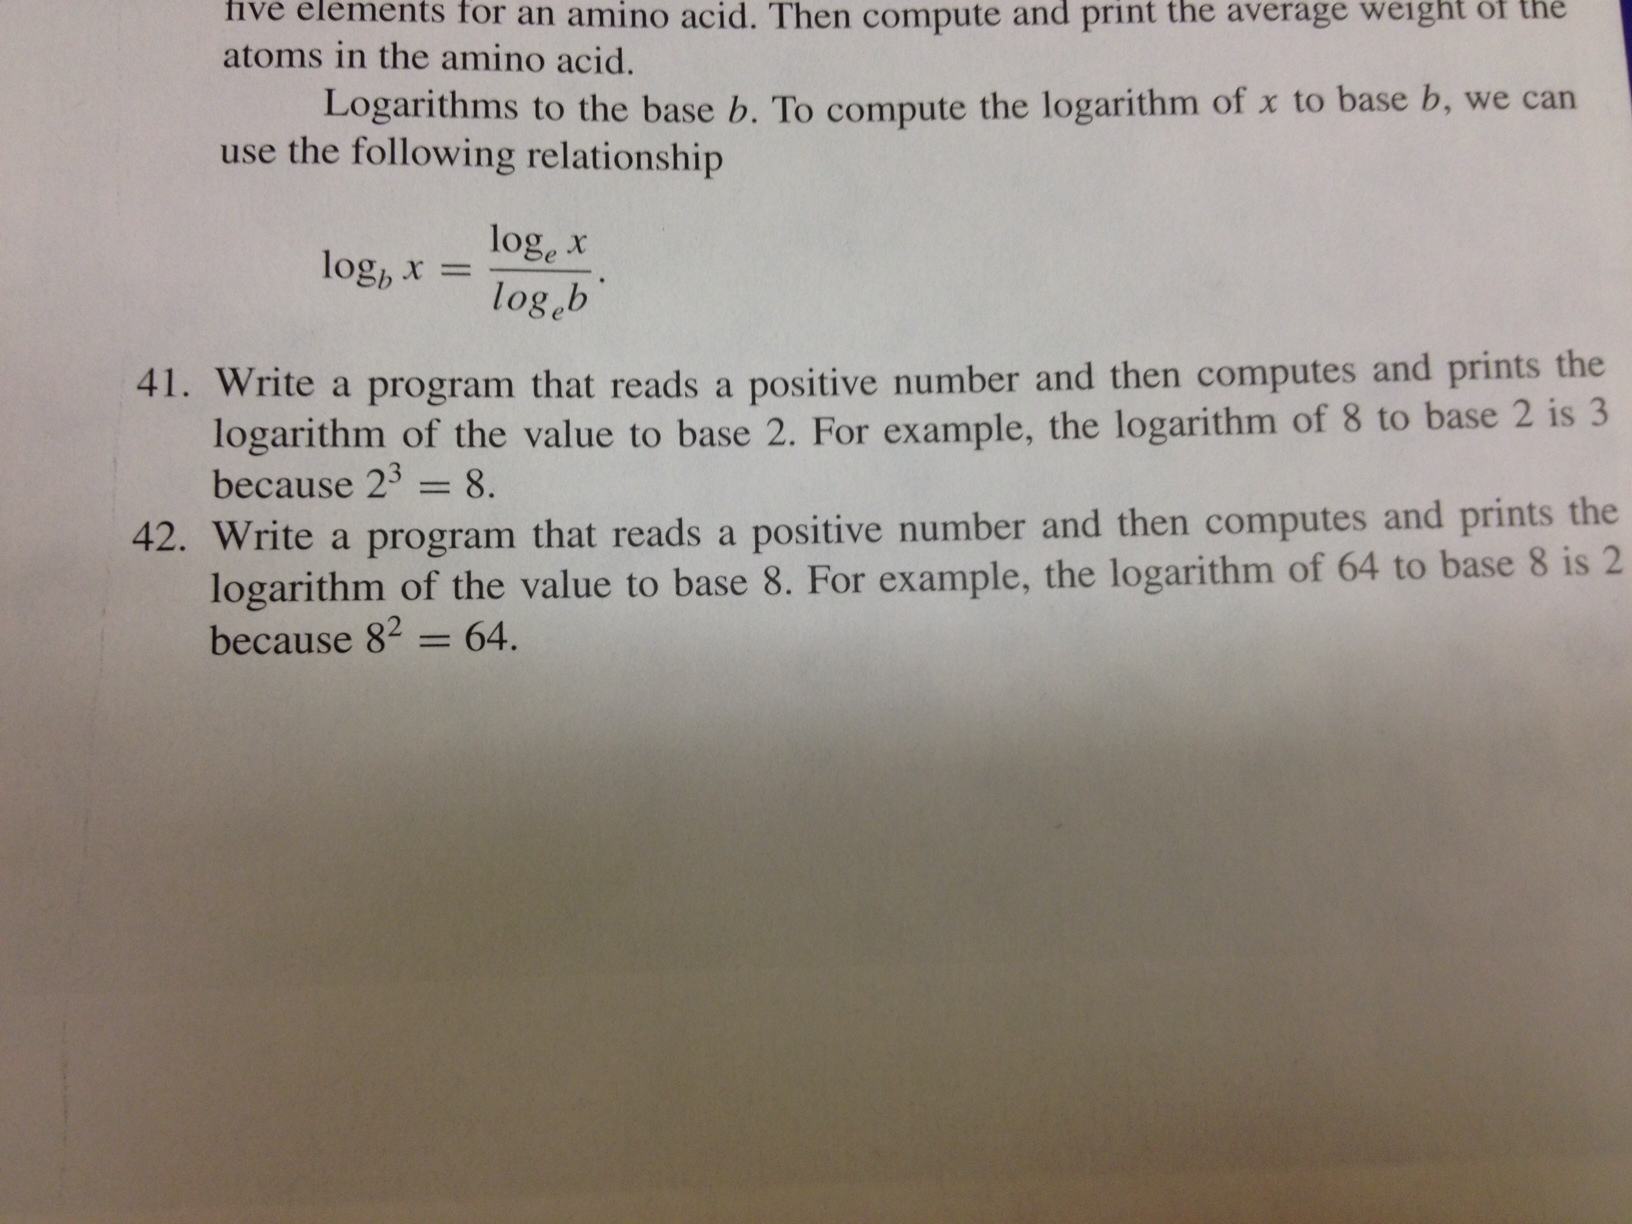 five elements for an amino acid. Then compute and print the average weight of the
atoms in the amino acid.
Logarithms to the base b. To compute the logarithm of x to base b, we can
use the following relationship
log_b x = log_e x / log_e b.
41. Write a program that reads a positive number and then computes and prints the
logarithm of the value to base 2. For example, the logarithm of 8 to base 2 is 3
because 2³ = 8.
42. Write a program that reads a positive number and then computes and prints the
logarithm of the value to base 8. For example, the logarithm of 64 to base 8 is 2
because 8² = 64.